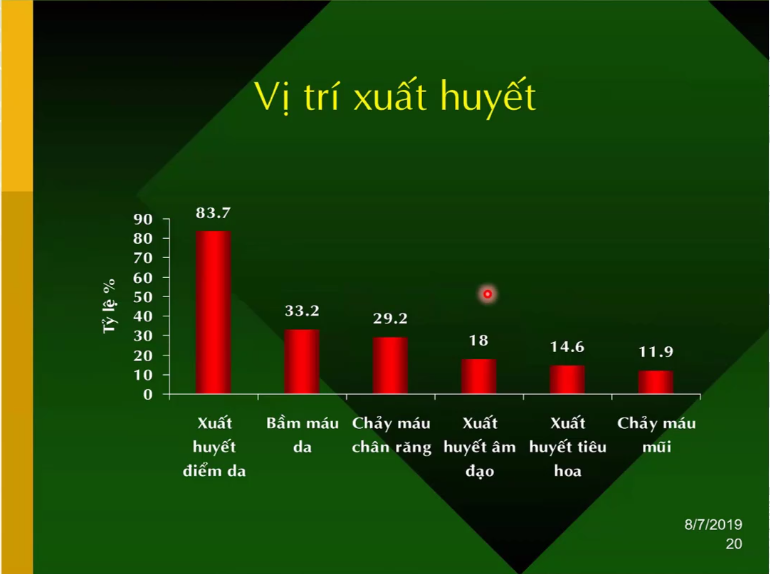 Vị trí xuất huyết
Tỷ lệ %
90
80
70
60
50
40
30
20
10
0
83.7
33.2
29.2
18
14.6
11.9
Xuất
huyết
điểm da
Bầm máu
da
Chảy máu
chân răng
Xuất
huyết âm
đạo
Xuất
huyết tiêu
hoa
Chảy máu
mũi
8/7/2019
20